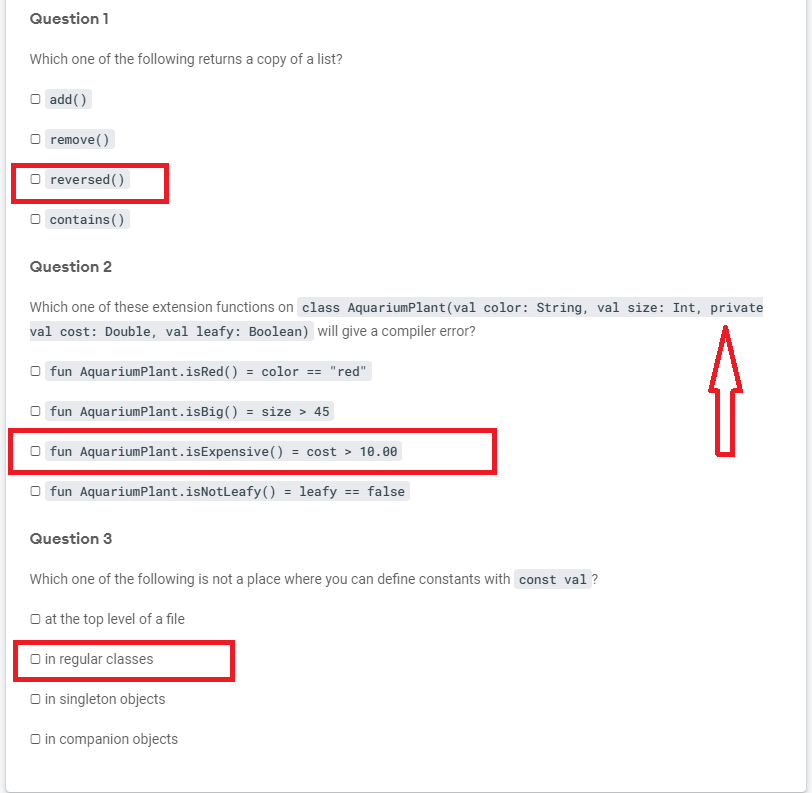 Question 1
Which one of the following returns a copy of a list?
add()
remove()
reversed()
contains()
Question 2
Which one of these extension functions on class AquariumPlant(val color: String, val size: Int, private
val cost: Double, val leafy: Boolean) will give a compiler error?
fun AquariumPlant.isRed() = color == "red"
fun AquariumPlant.isBig() = size > 45
fun AquariumPlant.isExpensive() = cost > 10.00
fun AquariumPlant.isNotLeafy() = leafy == false
Question 3
Which one of the following is not a place where you can define constants with const val?
at the top level of a file
in regular classes
in singleton objects
in companion objects